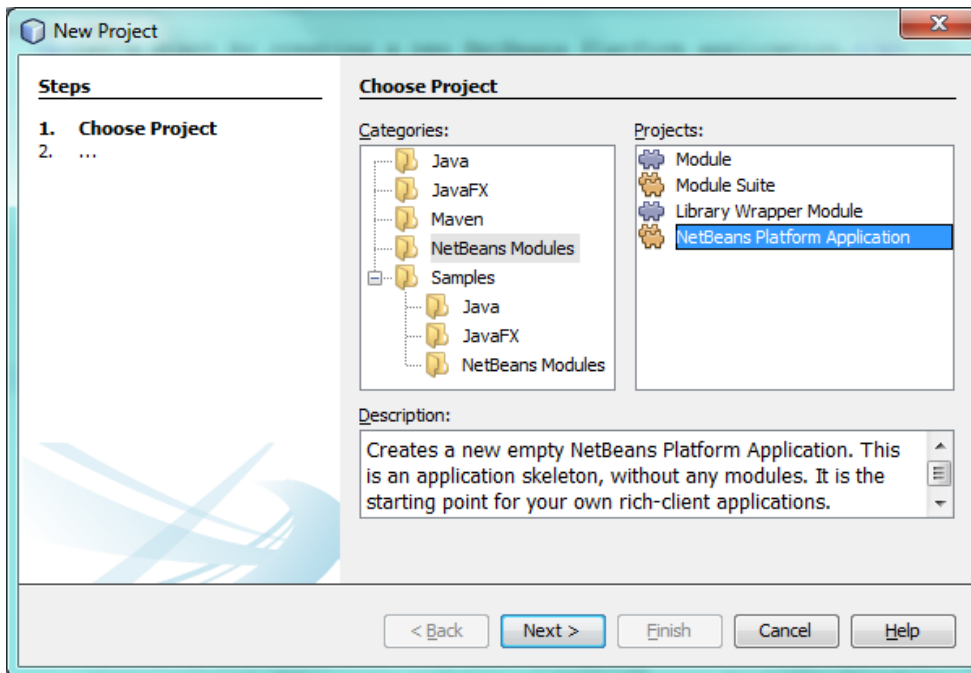 New Project
X
Steps
1. Choose Project
2. ...
Choose Project
Categories:
Java
JavaFX
Maven
NetBeans Modules
Samples
Java
JavaFX
NetBeans Modules
Projects:
Module
Module Suite
Library Wrapper Module
NetBeans Platform Application
Description:
Creates a new empty NetBeans Platform Application. This
is an application skeleton, without any modules. It is the
starting point for your own rich-client applications.
< Back
Next >
Finish
Cancel
Help